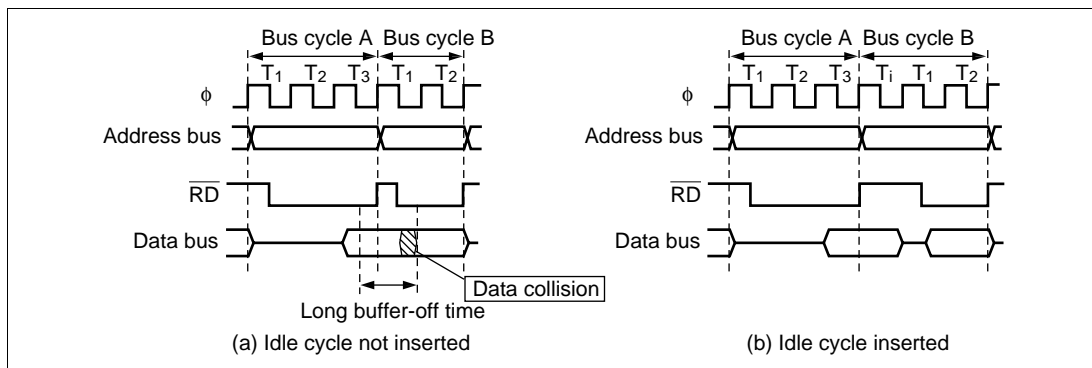 Bus cycle A Bus cycle B
T1 T2 T3 T1 T2
ϕ
Address bus
RD
Data bus
Data collision
Long buffer-off time
(a) Idle cycle not inserted
Bus cycle A Bus cycle B
T1 T2 T3 Ti T1 T2
ϕ
Address bus
RD
Data bus
(b) Idle cycle inserted